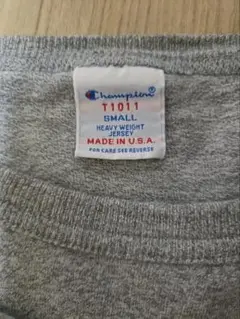 Champion®
T1011
SMALL
HEAVY WEIGHT
JERSEY
MADE IN U.S.A.
FOR CARE SEE REVERSE